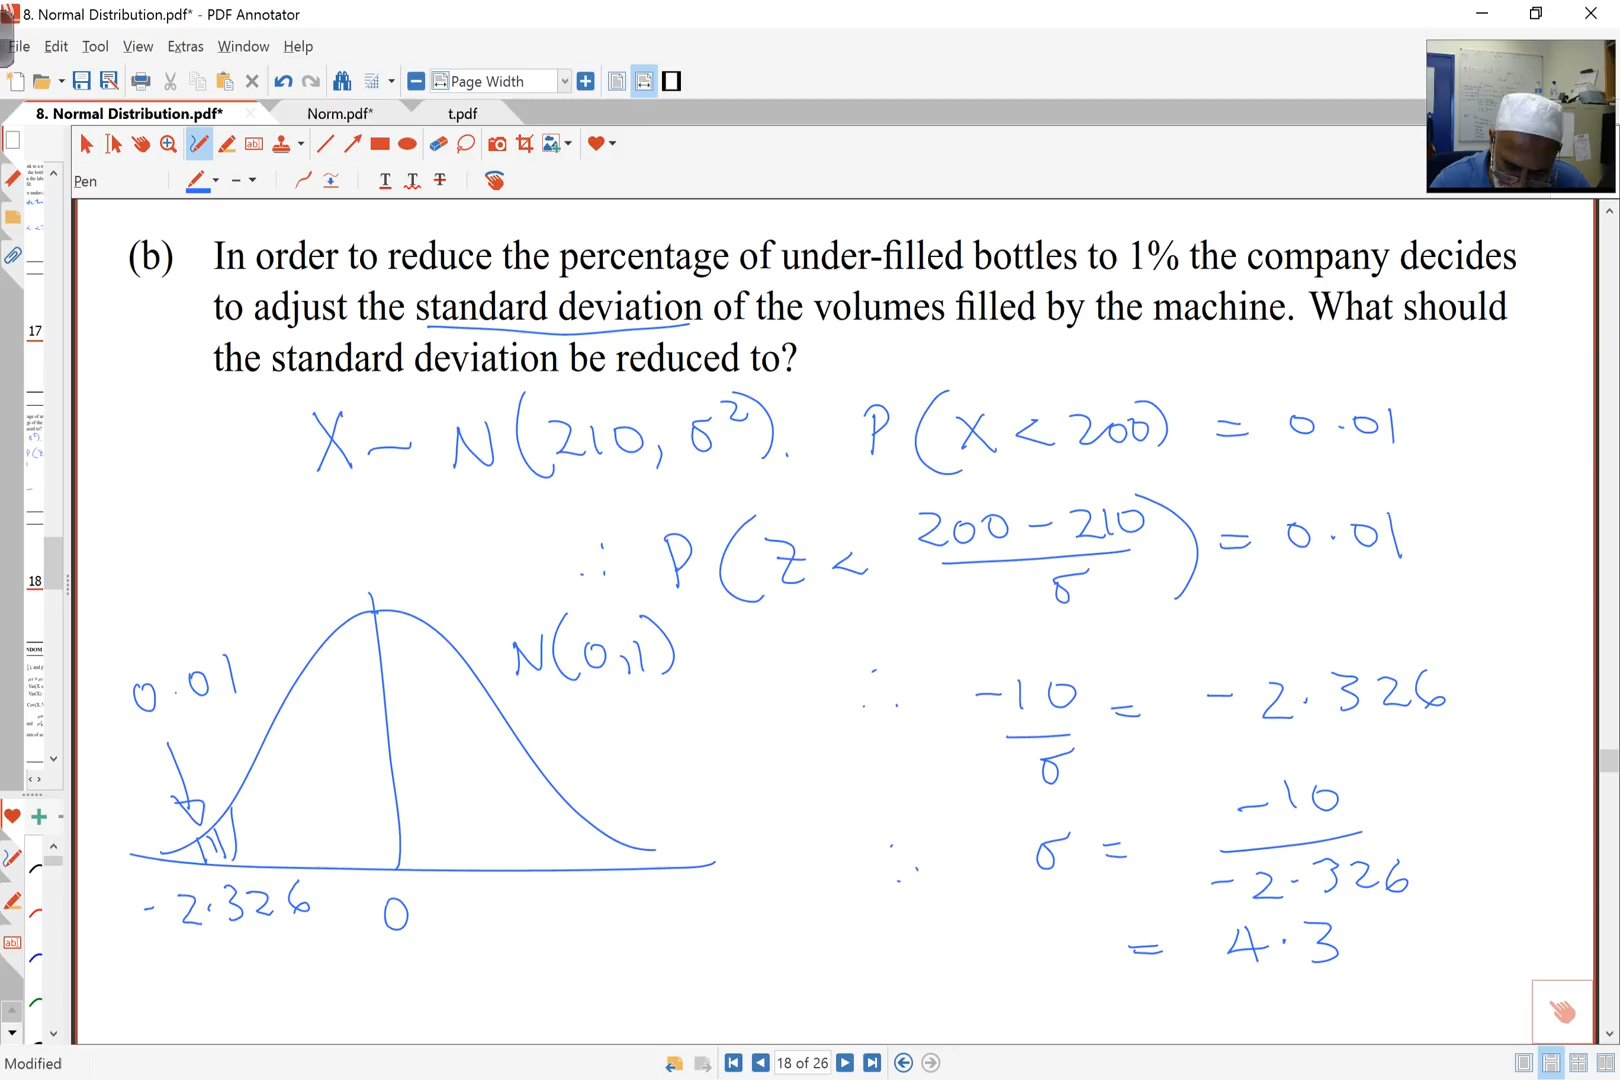 8. Normal Distribution.pdf* - PDF Annotator
File Edit Tool View Extras Window Help
Page Width
8. Normal Distribution.pdf* Norm.pdf* t.pdf
Pen
17
18
(b) In order to reduce the percentage of under-filled bottles to 1% the company decides
to adjust the standard deviation of the volumes filled by the machine. What should
the standard deviation be reduced to?
X ~ N(210, σ²). P(X < 200) = 0.01
∴ P(Z < (200 - 210)/σ) = 0.01
N(0,1)
0.01
∴ -10/σ = -2.326
∴ σ = -10/-2.326
-2.326 0
= 4.3
Modified
18 of 26